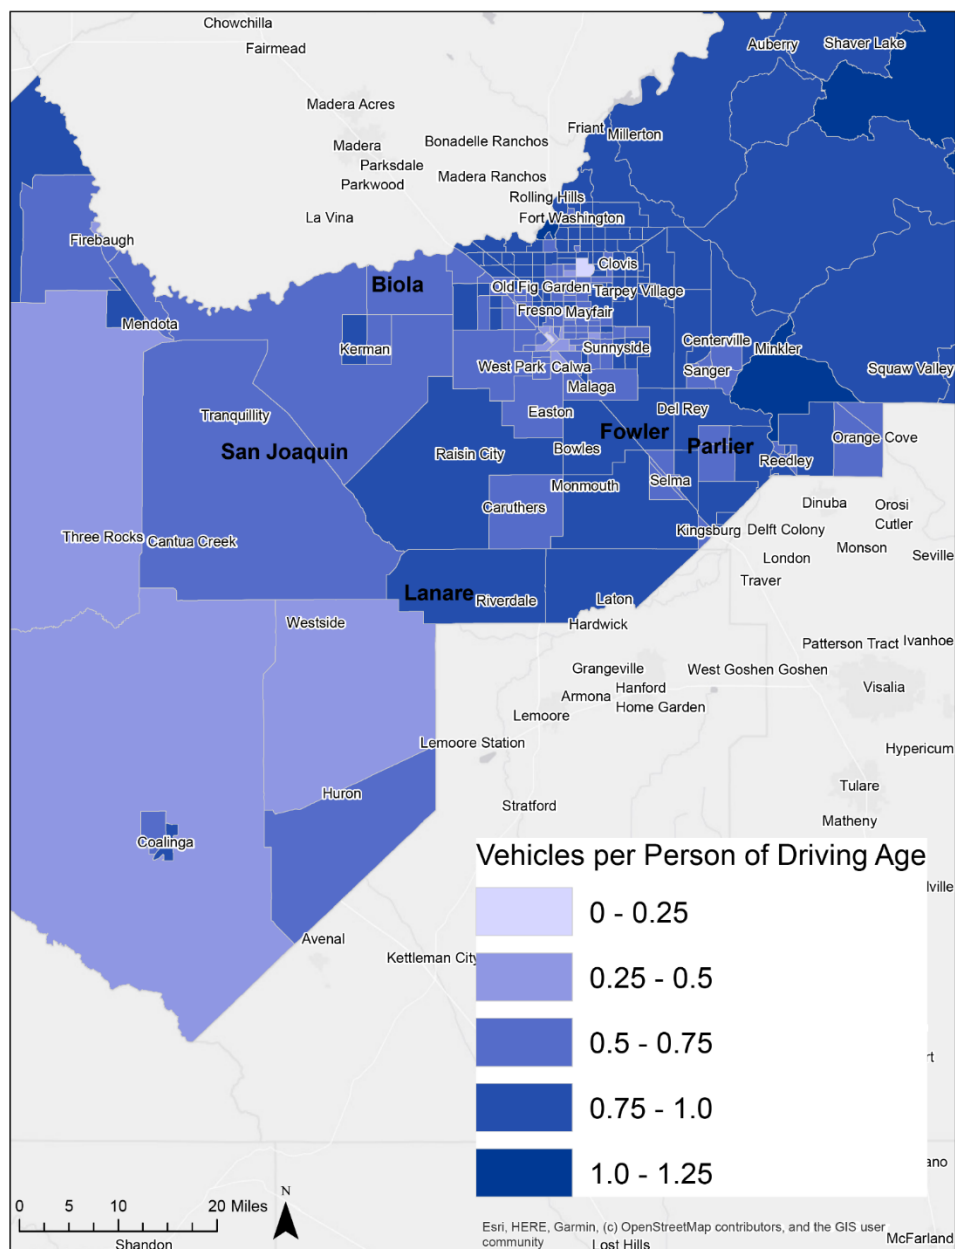 Chowchilla
Fairmead
Auberry
Shaver Lake
Madera Acres
Friant
Millerton
Bonadelle Ranchos
Madera
Parksdale
Madera Ranchos
Parkwood
Rolling Hills
La Vina
Fort Washington
Firebaugh
Clovis
Biola
Old Fig Garden
Tarpey Village
Fresno
Mayfair
Mendota
Kerman
Sunnyside
Centerville
Minkler
West Park
Calwa
Sanger
Squaw Valley
Malaga
Tranquillity
Easton
Del Rey
San Joaquin
Fowler
Parlier
Orange Cove
Raisin City
Bowles
Reedley
Monmouth
Selma
Caruthers
Dinuba
Orosi
Cutler
Three Rocks
Cantua Creek
Kingsburg
Delft Colony
Monson
Seville
London
Traver
Lanare
Riverdale
Laton
Westside
Hardwick
Patterson Tract
Ivanhoe
Grangeville
West Goshen
Goshen
Hanford
Armona
Home Garden
Visalia
Lemoore
Lemoore Station
Hypericum
Huron
Stratford
Tulare
Matheny
Coalinga
Vehicles per Person of Driving Age
0 - 0.25
0.25 - 0.5
0.5 - 0.75
0.75 - 1.0
1.0 - 1.25
lville
Avenal
Kettleman City
rt
ano
N
0 5 10 20 Miles
Shandon
Esri, HERE, Garmin, (c) OpenStreetMap contributors, and the GIS user
community
Lost Hills
McFarland